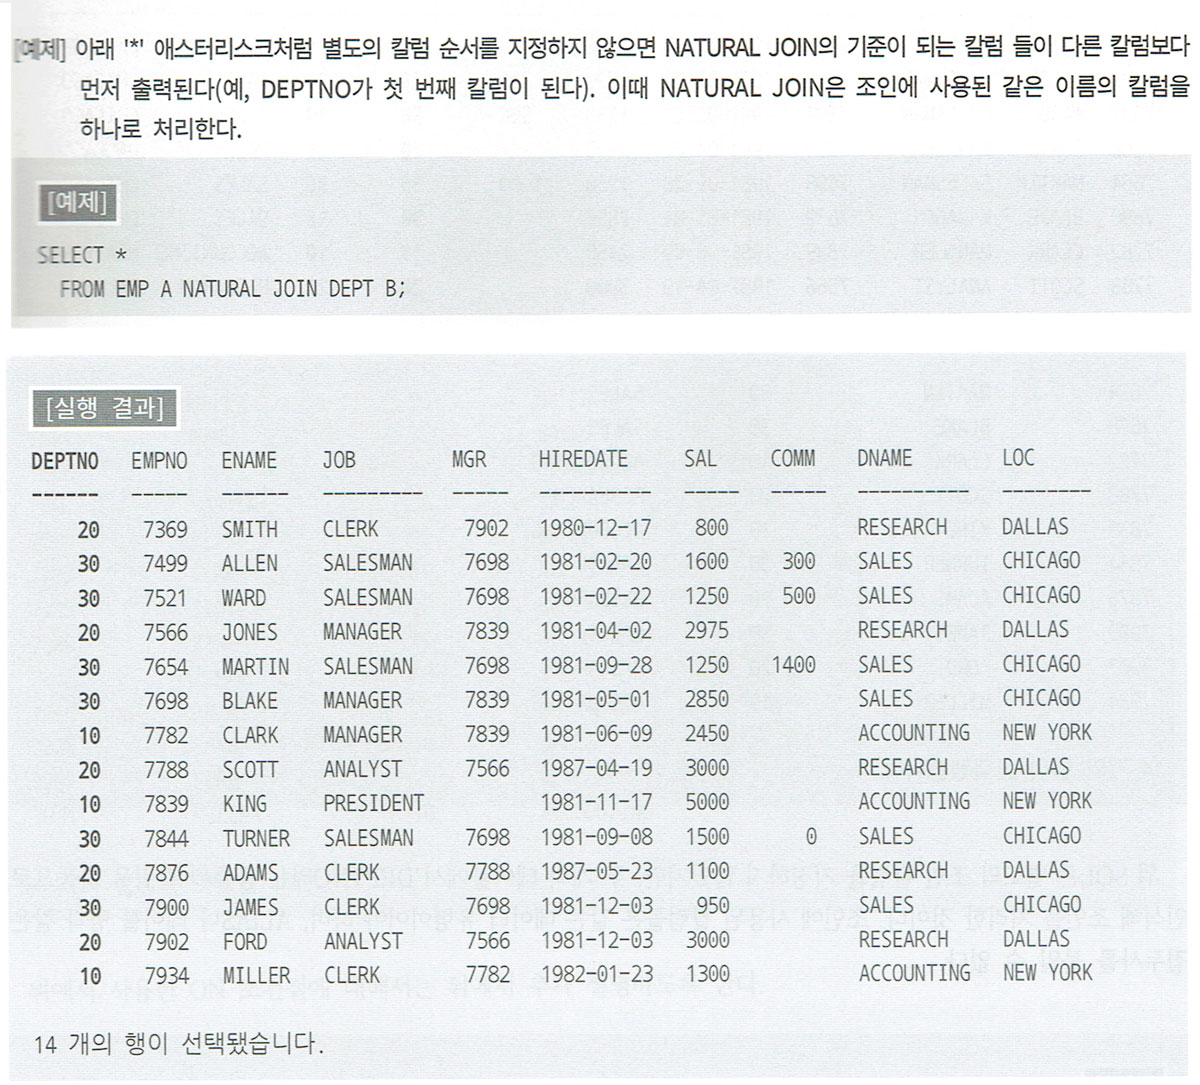 [예제] 아래 '*' 애스터리스크처럼 별도의 칼럼 순서를 지정하지 않으면 NATURAL JOIN의 기준이 되는 칼럼 들이 다른 칼럼보다
먼저 출력된다(예, DEPTNO가 첫 번째 칼럼이 된다). 이때 NATURAL JOIN은 조인에 사용된 같은 이름의 칼럼을
하나로 처리한다.
[예제]
SELECT *
FROM EMP A NATURAL JOIN DEPT B;
[실행 결과]
DEPTNO EMPNO ENAME JOB MGR HIREDATE SAL COMM DNAME LOC
------ ----- ------ --------- ----- ---------- ----- ----- ---------- --------
20 7369 SMITH CLERK 7902 1980-12-17 800 RESEARCH DALLAS
30 7499 ALLEN SALESMAN 7698 1981-02-20 1600 300 SALES CHICAGO
30 7521 WARD SALESMAN 7698 1981-02-22 1250 500 SALES CHICAGO
20 7566 JONES MANAGER 7839 1981-04-02 2975 RESEARCH DALLAS
30 7654 MARTIN SALESMAN 7698 1981-09-28 1250 1400 SALES CHICAGO
30 7698 BLAKE MANAGER 7839 1981-05-01 2850 SALES CHICAGO
10 7782 CLARK MANAGER 7839 1981-06-09 2450 ACCOUNTING NEW YORK
20 7788 SCOTT ANALYST 7566 1987-04-19 3000 RESEARCH DALLAS
10 7839 KING PRESIDENT 1981-11-17 5000 ACCOUNTING NEW YORK
30 7844 TURNER SALESMAN 7698 1981-09-08 1500 0 SALES CHICAGO
20 7876 ADAMS CLERK 7788 1987-05-23 1100 RESEARCH DALLAS
30 7900 JAMES CLERK 7698 1981-12-03 950 SALES CHICAGO
20 7902 FORD ANALYST 7566 1981-12-03 3000 RESEARCH DALLAS
10 7934 MILLER CLERK 7782 1982-01-23 1300 ACCOUNTING NEW YORK
14 개의 행이 선택됐습니다.